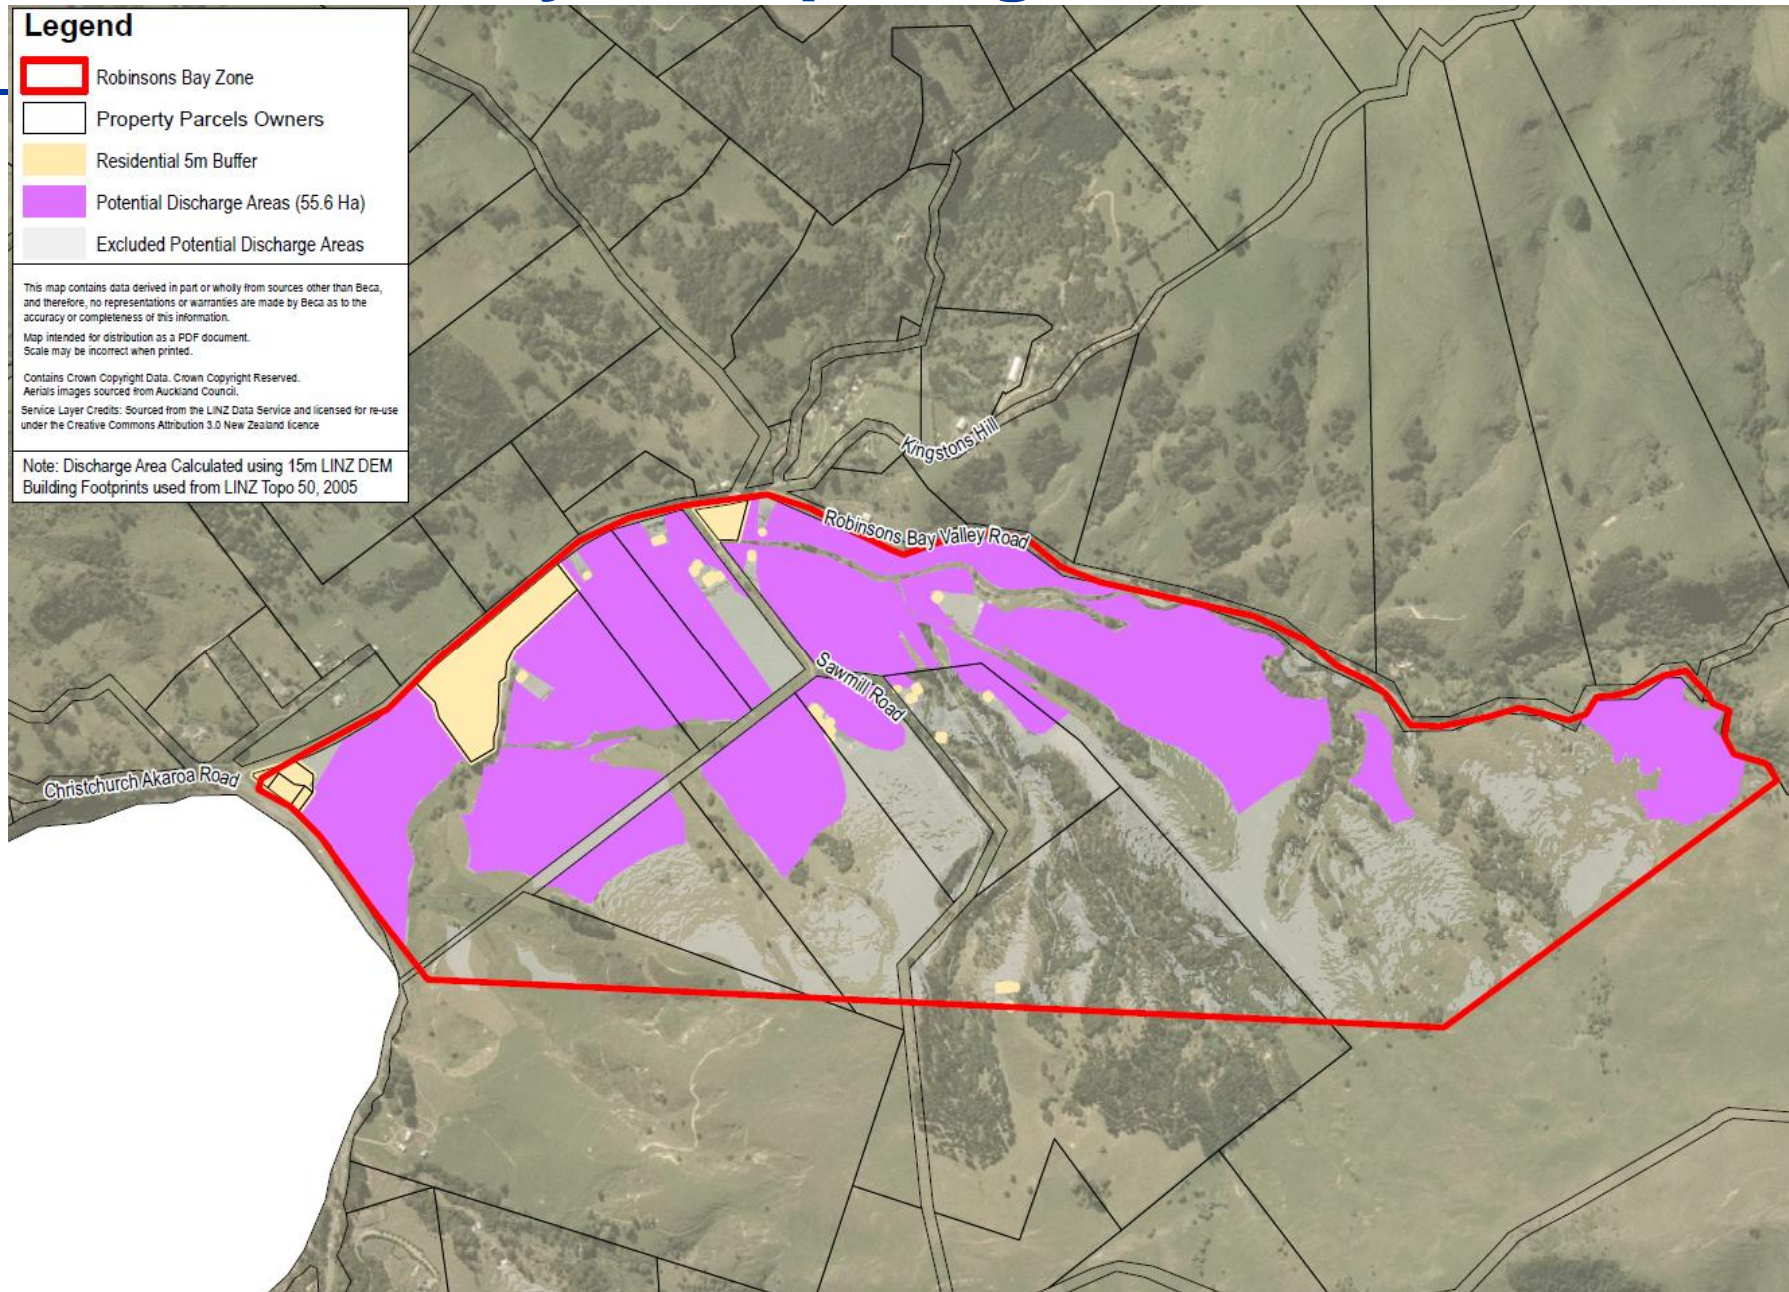 Legend
Robinsons Bay Zone
Property Parcels Owners
Residential 5m Buffer
Potential Discharge Areas (55.6 Ha)
Excluded Potential Discharge Areas
This map contains data derived in part or wholly from sources other than Beca,
and therefore, no representations or warranties are made by Beca as to the
accuracy or completeness of this information.
Map intended for distribution as a PDF document.
Scale may be incorrect when printed.
Contains Crown Copyright Data. Crown Copyright Reserved.
Aerials images sourced from Auckland Council.
Service Layer Credits: Sourced from the LINZ Data Service and licensed for re-use
under the Creative Commons Attribution 3.0 New Zealand licence
Note: Discharge Area Calculated using 15m LINZ DEM
Building Footprints used from LINZ Topo 50, 2005
Kingstons Hill
Robinsons Bay Valley Road
Sawmill Road
Christchurch Akaroa Road